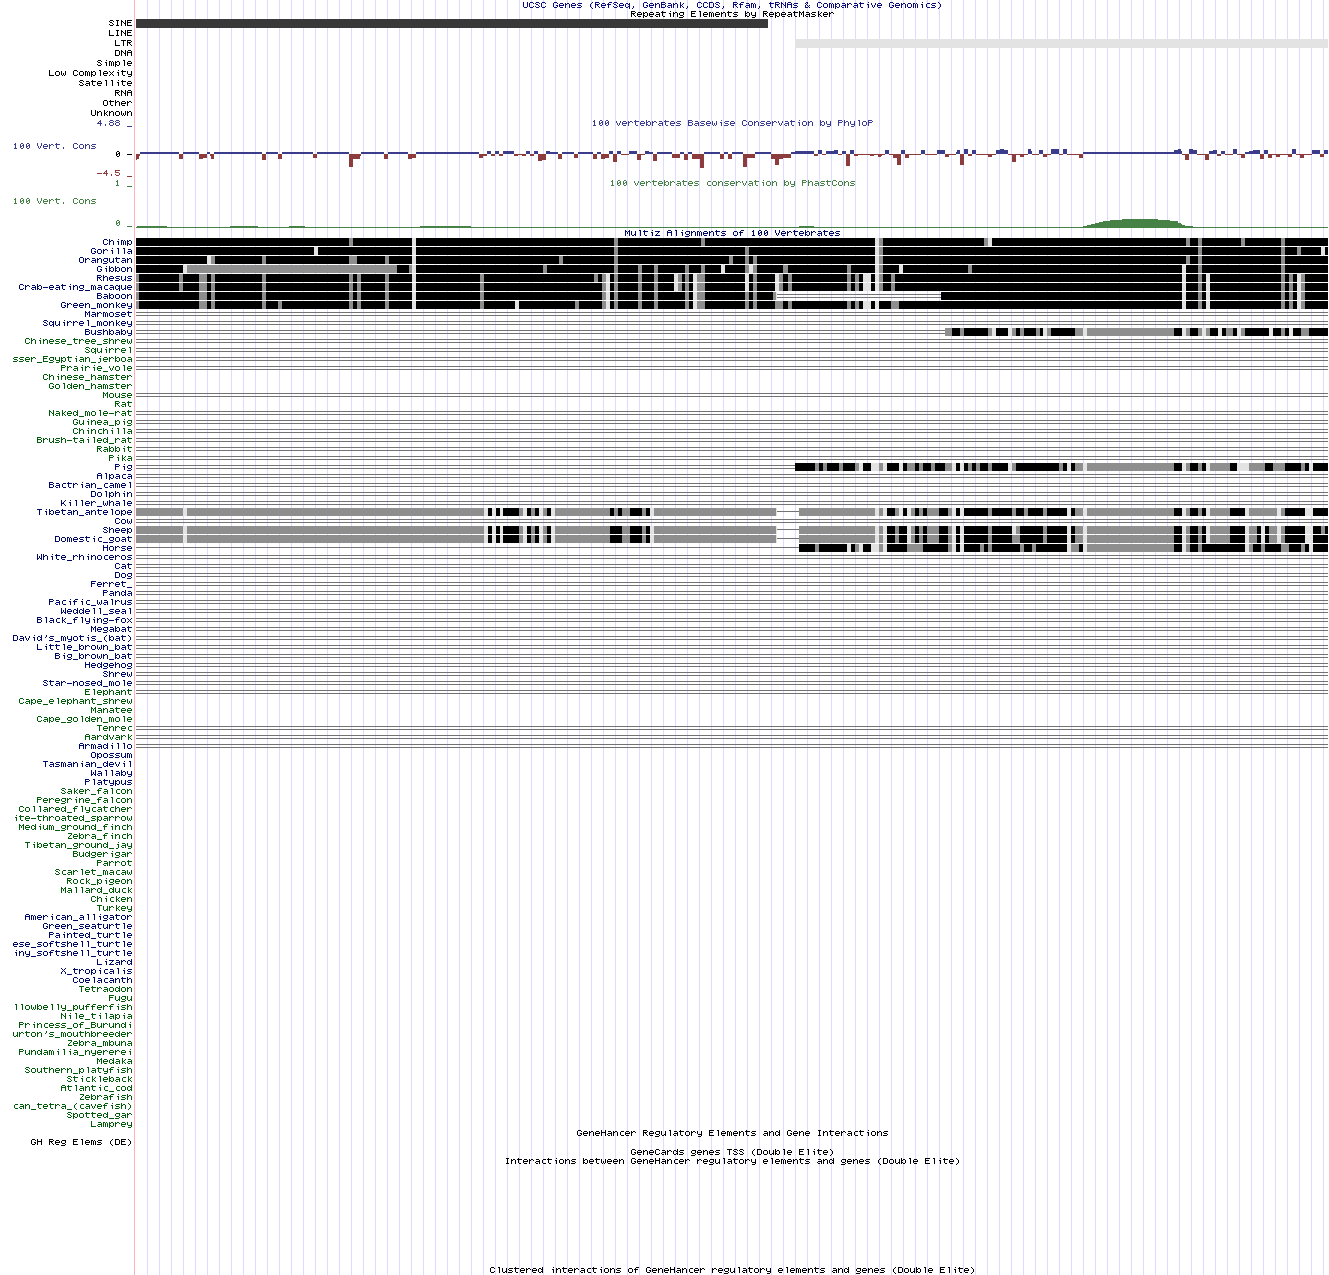 UCSC Genes (RefSeq, GenBank, CCDS, Rfam, tRNAs & Comparative Genomics)
Repeating Elements by RepeatMasker
SINE
LINE
LTR
DNA
Simple
Low Complexity
Satellite
RNA
Other
Unknown
4.88 _
100 vertebrates Basewise Conservation by PhyloP
100 Vert. Cons
0 _
-4.5 _
1 _
100 vertebrates conservation by PhastCons
100 Vert. Cons
0 _
Multiz Alignments of 100 Vertebrates
Chimp
Gorilla
Orangutan
Gibbon
Rhesus
Crab-eating_macaque
Baboon
Green_monkey
Marmoset
Squirrel_monkey
Bushbaby
Chinese_tree_shrew
Squirrel
sser_Egyptian_jerboa
Prairie_vole
Chinese_hamster
Golden_hamster
Mouse
Rat
Naked_mole-rat
Guinea_pig
Chinchilla
Brush-tailed_rat
Rabbit
Pika
Pig
Alpaca
Bactrian_camel
Dolphin
Killer_whale
Tibetan_antelope
Cow
Sheep
Domestic_goat
Horse
White_rhinoceros
Cat
Dog
Ferret_
Panda
Pacific_walrus
Weddell_seal
Black_flying-fox
Megabat
David's_myotis_(bat)
Little_brown_bat
Big_brown_bat
Hedgehog
Shrew
Star-nosed_mole
Elephant
Cape_elephant_shrew
Manatee
Cape_golden_mole
Tenrec
Aardvark
Armadillo
Opossum
Tasmanian_devil
Wallaby
Platypus
Saker_falcon
Peregrine_falcon
Collared_flycatcher
ite-throated_sparrow
Medium_ground_finch
Zebra_finch
Tibetan_ground_jay
Budgerigar
Parrot
Scarlet_macaw
Rock_pigeon
Mallard_duck
Chicken
Turkey
American_alligator
Green_seaturtle
Painted_turtle
ese_softshell_turtle
iny_softshell_turtle
Lizard
X_tropicalis
Coelacanth
Tetraodon
Fugu
llowbelly_pufferfish
Nile_tilapia
Princess_of_Burundi
urton's_mouthbreeder
Zebra_mbuna
Pundamilia_nyererei
Medaka
Southern_platyfish
Stickleback
Atlantic_cod
Zebrafish
can_tetra_(cavefish)
Spotted_gar
Lamprey
GeneHancer Regulatory Elements and Gene Interactions
GH Reg Elems (DE)
GeneCards genes TSS (Double Elite)
Interactions between GeneHancer regulatory elements and genes (Double Elite)
Clustered interactions of GeneHancer regulatory elements and genes (Double Elite)